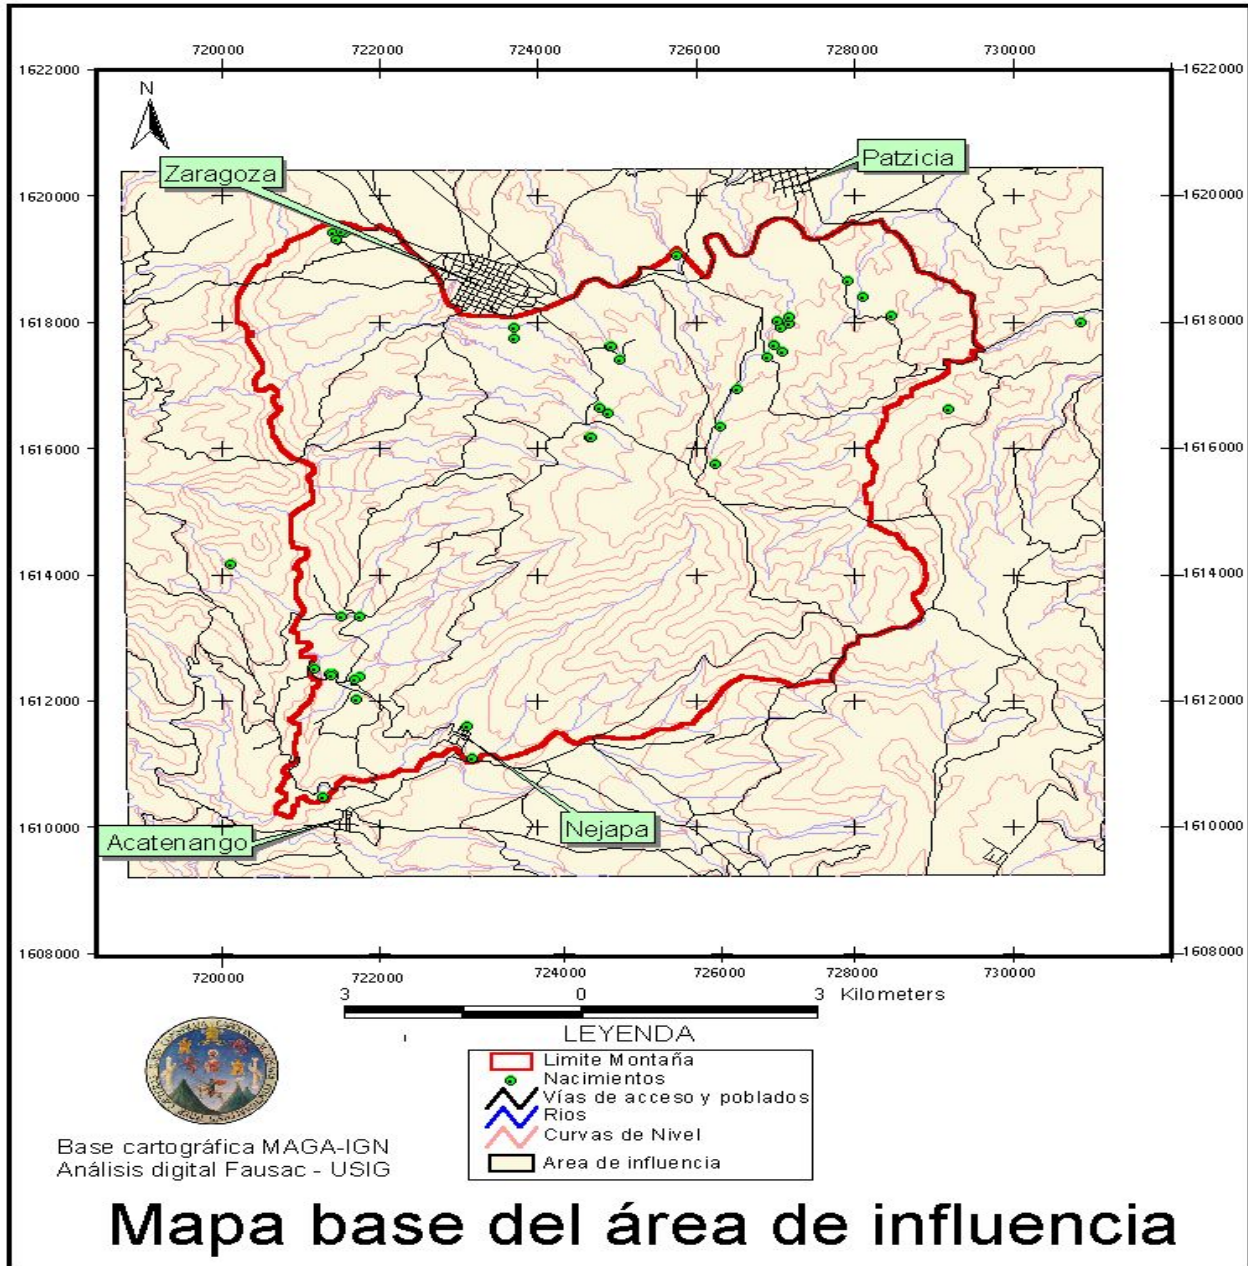 720000 722000 724000 726000 728000 730000
1622000 1622000
N
Patzicia
Zaragoza
1620000 1620000
1618000 1618000
1616000 1616000
1614000 1614000
1612000 1612000
1610000 1610000
Nejapa
Acatenango
1608000 1608000
720000 722000 724000 726000 728000 730000
3 0 3 Kilometers
LEYENDA
Limite Montaña
Nacimientos
Vías de acceso y poblados
Rios
Curvas de Nivel
Area de influencia
Base cartográfica MAGA-IGN
Análisis digital Fausac - USIG
Mapa base del área de influencia